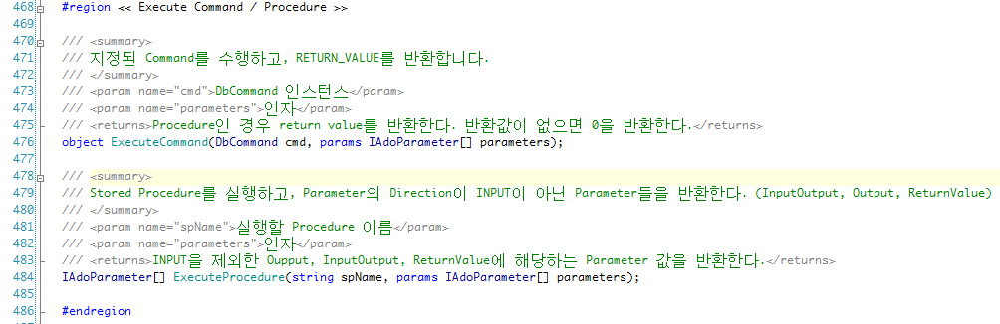 468 #region << Execute Command / Procedure >>
469
470 /// <summary>
471 /// 지정된 Command를 수행하고, RETURN_VALUE를 반환합니다.
472 /// </summary>
473 /// <param name="cmd">DbCommand 인스턴스</param>
474 /// <param name="parameters">인자</param>
475 /// <returns>Procedure인 경우 return value를 반환한다. 반환값이 없으면 0을 반환한다.</returns>
476 object ExecuteCommand(DbCommand cmd, params IAdoParameter[] parameters);
477
478 /// <summary>
479 /// Stored Procedure를 실행하고, Parameter의 Direction이 INPUT이 아닌 Parameter들을 반환한다. (InputOutput, Output, ReturnValue)
480 /// </summary>
481 /// <param name="spName">실행할 Procedure 이름</param>
482 /// <param name="parameters">인자</param>
483 /// <returns>INPUT을 제외한 Oupput, InputOutput, ReturnValue에 해당하는 Parameter 값을 반환한다.</returns>
484 IAdoParameter[] ExecuteProcedure(string spName, params IAdoParameter[] parameters);
485
486 #endregion